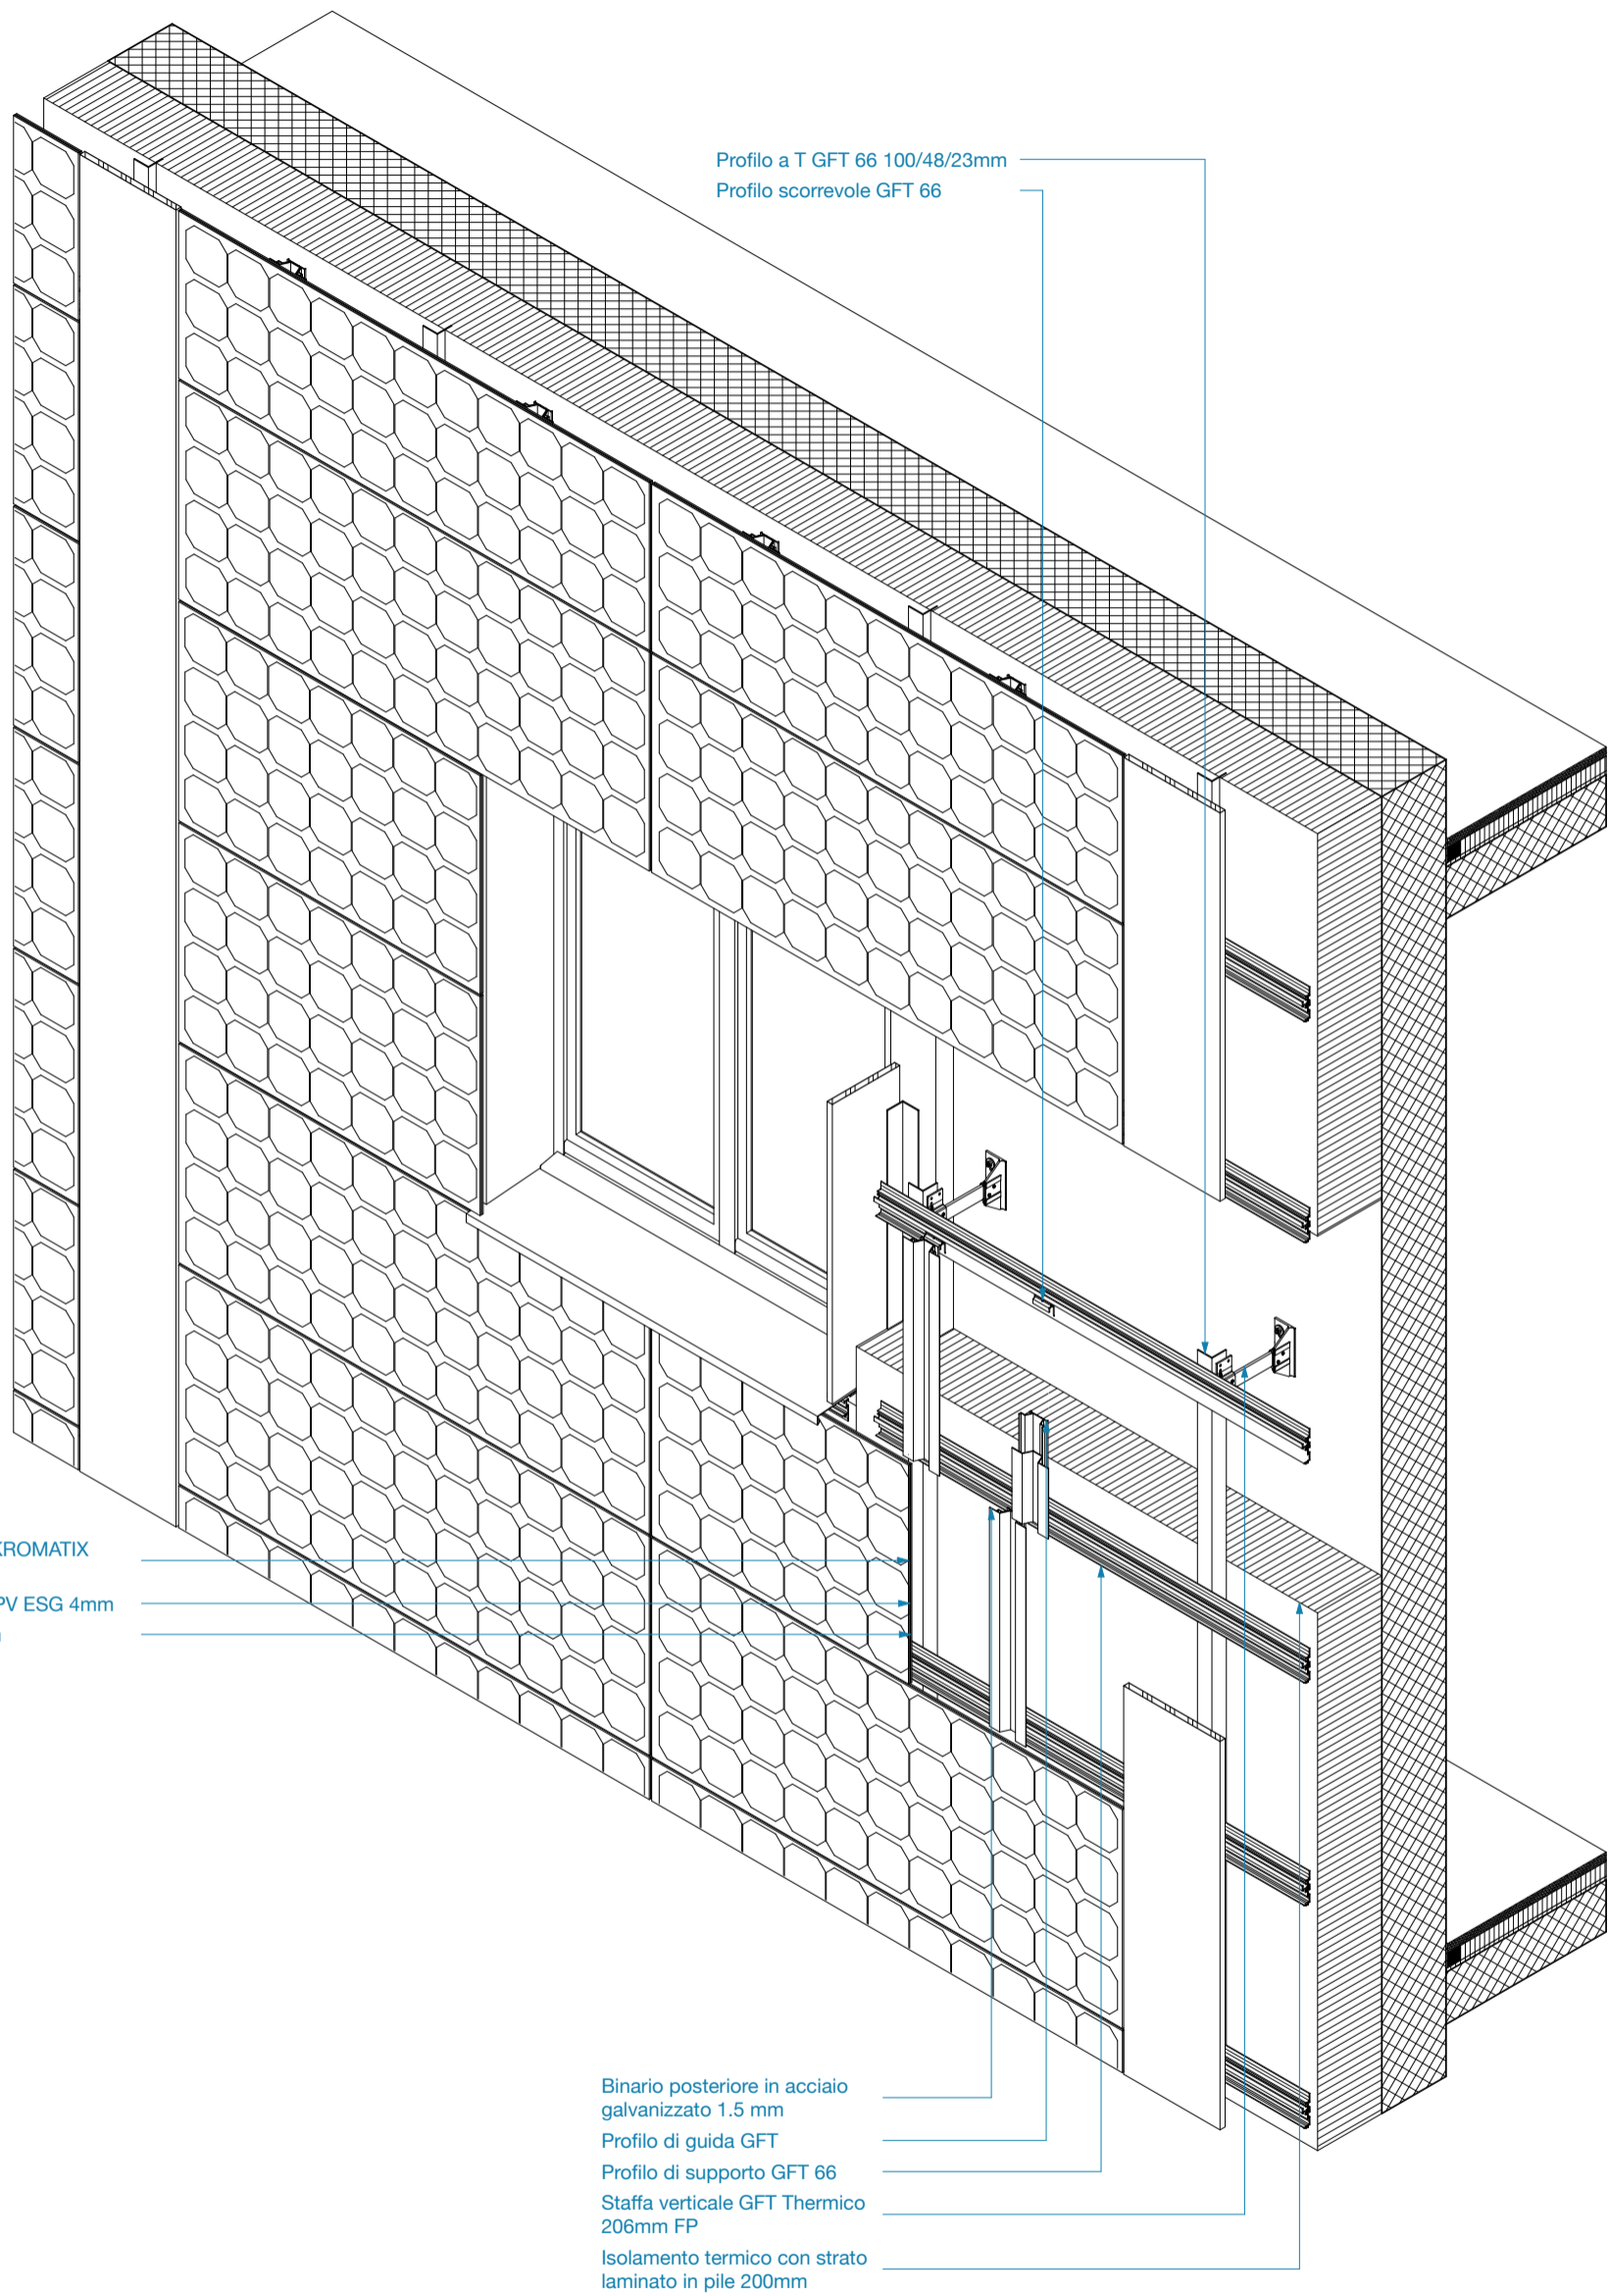 Profilo a T GFT 66 100/48/23mm
Profilo scorrevole GFT 66
KROMATIX
PV ESG 4mm
Binario posteriore in acciaio
galvanizzato 1.5 mm
Profilo di guida GFT
Profilo di supporto GFT 66
Staffa verticale GFT Thermico
206mm FP
Isolamento termico con strato
laminato in pile 200mm